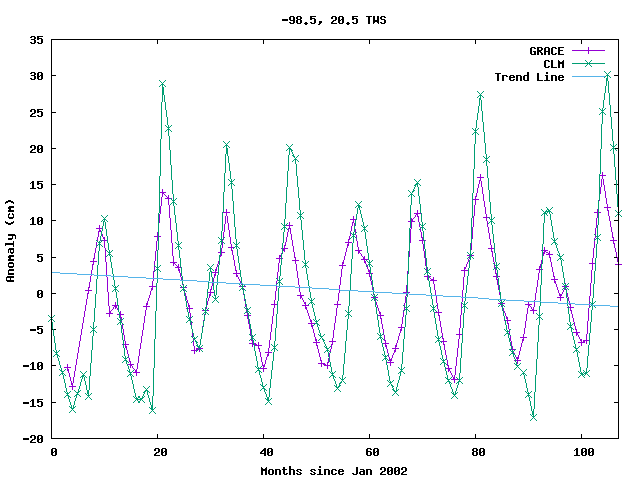 -98.5, 20.5 TWS
GRACE
CLM
Trend Line
35
30
25
20
15
10
5
0
-5
-10
-15
-20
Anomaly (cm)
0 20 40 60 80 100
Months since Jan 2002